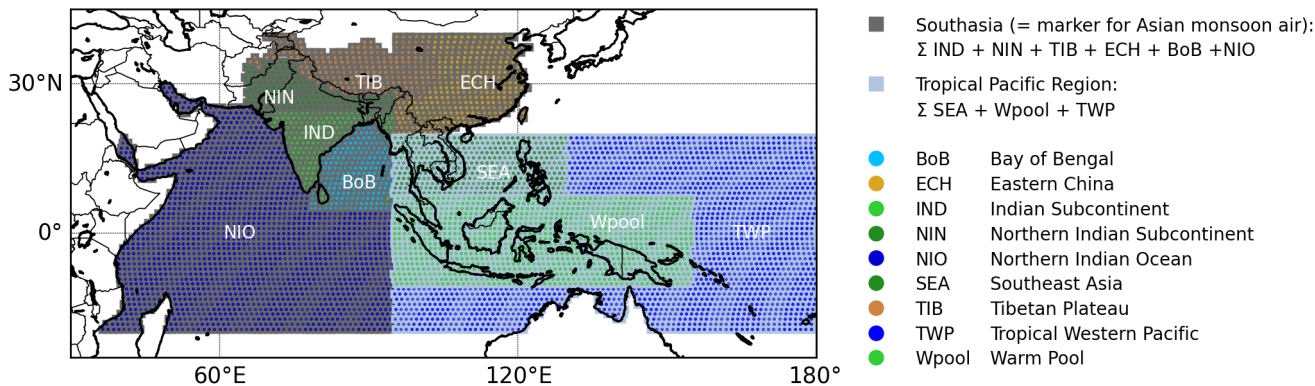 30°N
0°
60°E
120°E
180°
TIB
ECH
NIN
IND
BoB
SEA
NIO
Wpool
TWP
Southasia (= marker for Asian monsoon air):
Σ IND + NIN + TIB + ECH + BoB +NIO
Tropical Pacific Region:
Σ SEA + Wpool + TWP
BoB Bay of Bengal
ECH Eastern China
IND Indian Subcontinent
NIN Northern Indian Subcontinent
NIO Northern Indian Ocean
SEA Southeast Asia
TIB Tibetan Plateau
TWP Tropical Western Pacific
Wpool Warm Pool